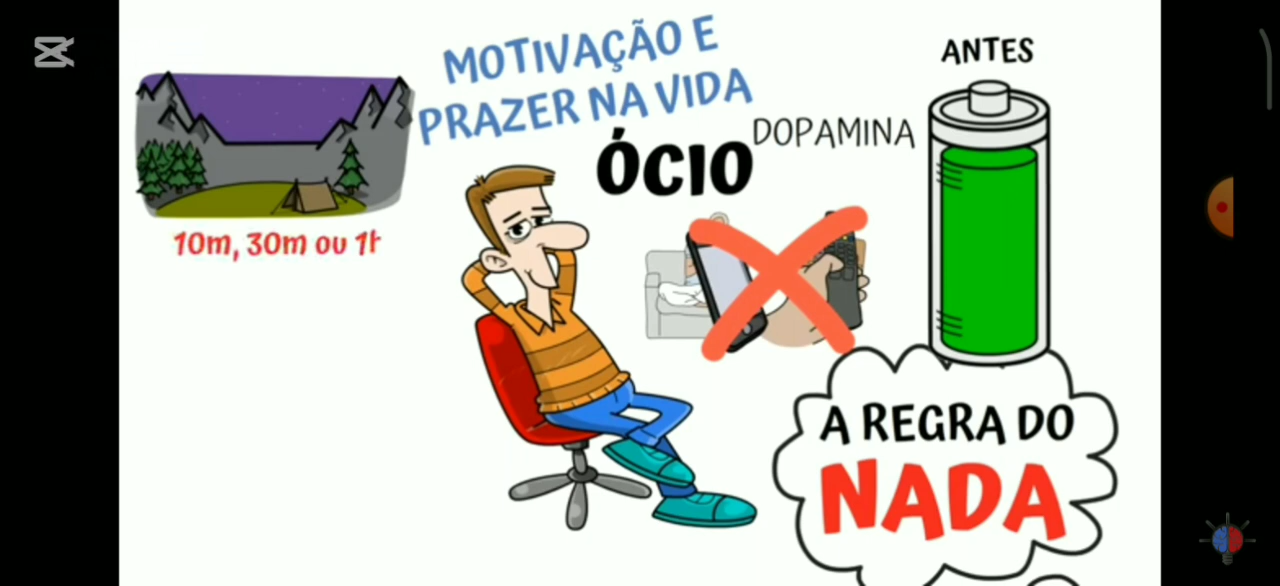 MOTIVAÇÃO E
PRAZER NA VIDA
ANTES
DOPAMINA
ÓCIO
10m, 30m ou 1h
A REGRA DO
NADA